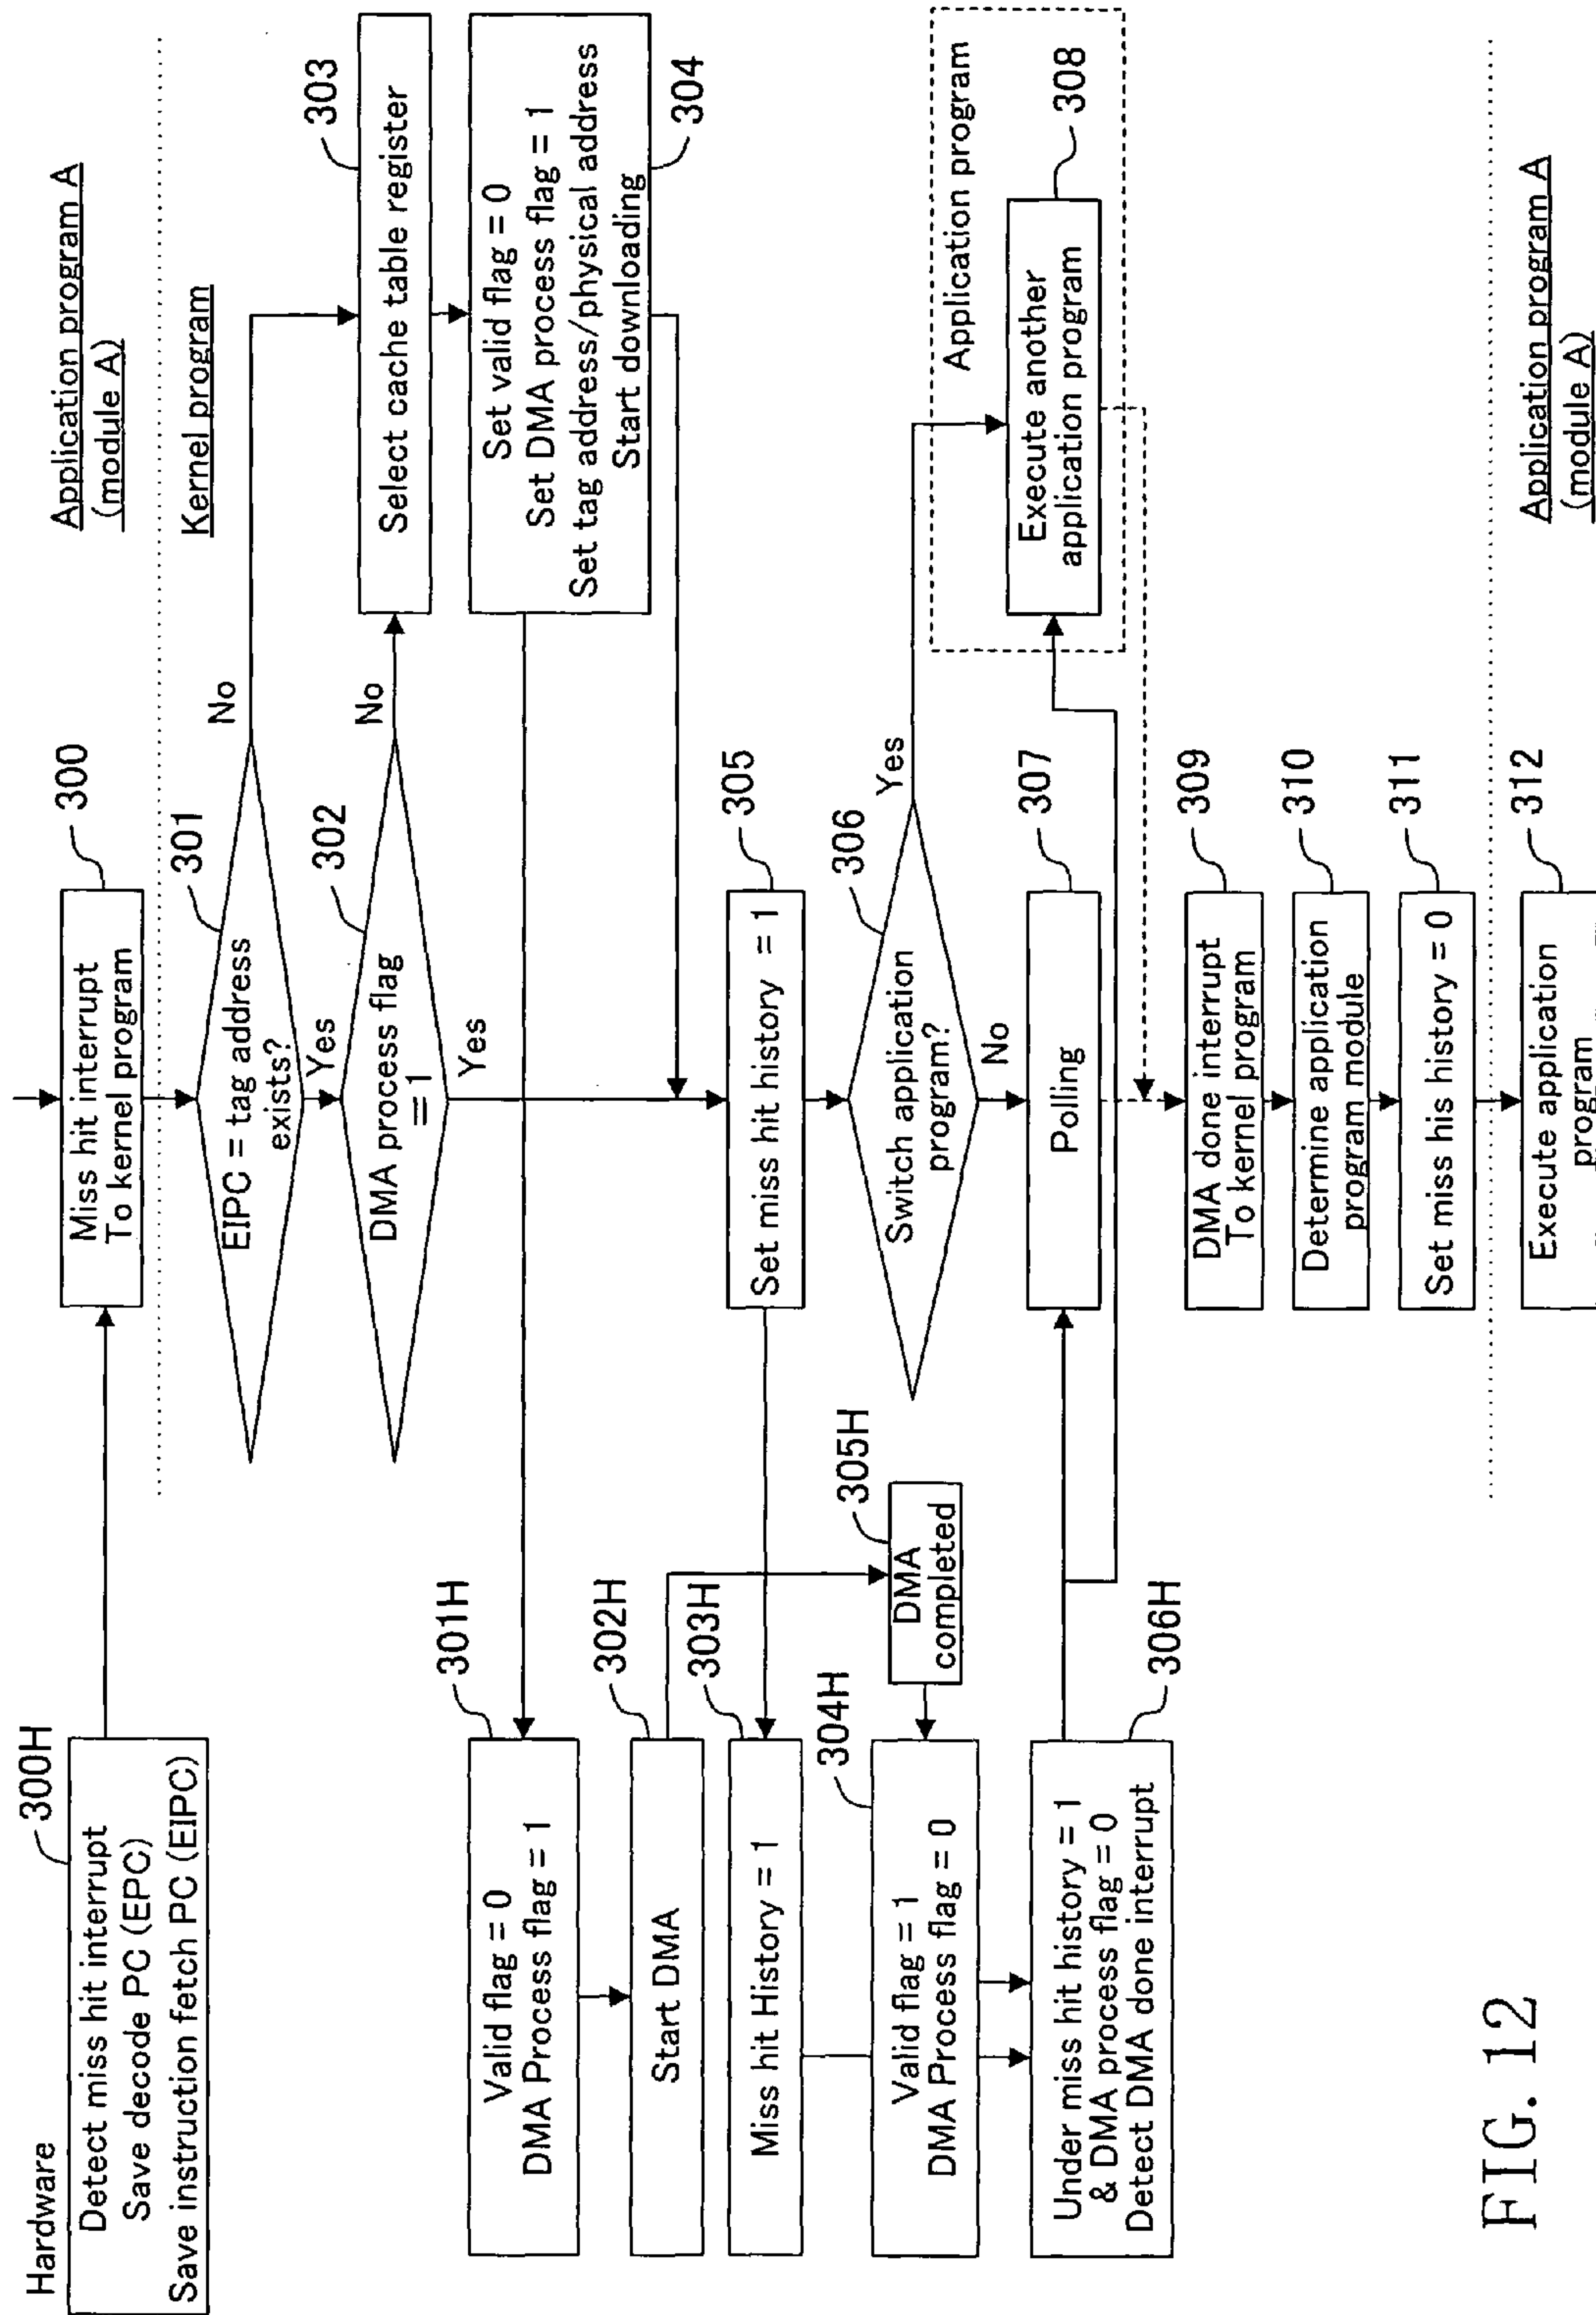 Hardware
300H
Detect miss hit interrupt
Save decode PC (EPC)
Save instruction fetch PC (EIPC)
Application program A
(module A)
300
Miss hit interrupt
To kernel program
Kernel program
301
EIPC = tag address
exists?
No
Yes
302
DMA process flag
=1
No
Yes
303
Select cache table register
Set valid flag = 0
Set DMA process flag = 1
Set tag address/physical address
Start downloading
304
301H
Valid flag = 0
DMA Process flag = 1
302H
Start DMA
303H
Miss hit History = 1
305
Set miss hit history = 1
304H
Valid flag = 1
DMA Process flag = 0
305H
DMA
completed
306
Switch application
program?
Yes
No
Application program
308
Execute another
application program
306H
Under miss hit history = 1
& DMA process flag = 0
Detect DMA done interrupt
307
Polling
309
DMA done interrupt
To kernel program
310
Determine application
program module
311
Set miss his history = 0
312
Execute application
program
Application program A
(module A)
FIG. 12